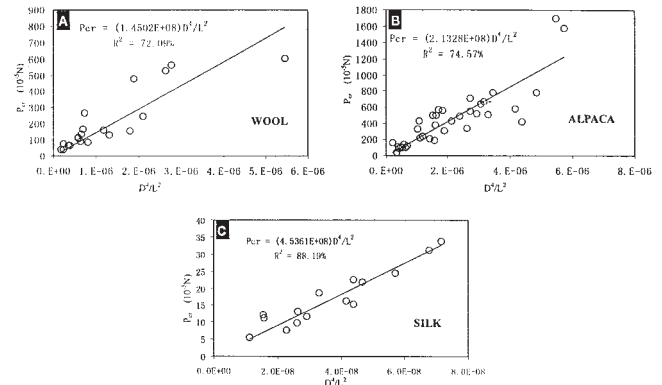 A
Pcr = (1.4502E+08)D⁴/L²
R² = 72.09%
WOOL
P_cr (10⁻⁵N)
900
800
700
600
500
400
300
200
100
0
0.E+00 1.E-06 2.E-06 3.E-06 4.E-06 5.E-06 6.E-06
D⁴/L²
B
Pcr = (2.1328E+08)D⁴/L²
R² = 74.57%
ALPACA
P_cr (10⁻⁵N)
1800
1600
1400
1200
1000
800
600
400
200
0
0.E+00 2.E-06 4.E-06 6.E-06 8.E-06
D⁴/L²
C
Pcr = (4.5361E+08)D⁴/L²
R² = 88.19%
SILK
P_cr (10⁻⁵N)
40
35
30
25
20
15
10
5
0
0.0E+00 2.0E-08 4.0E-08 6.0E-08 8.0E-08
D⁴/L²